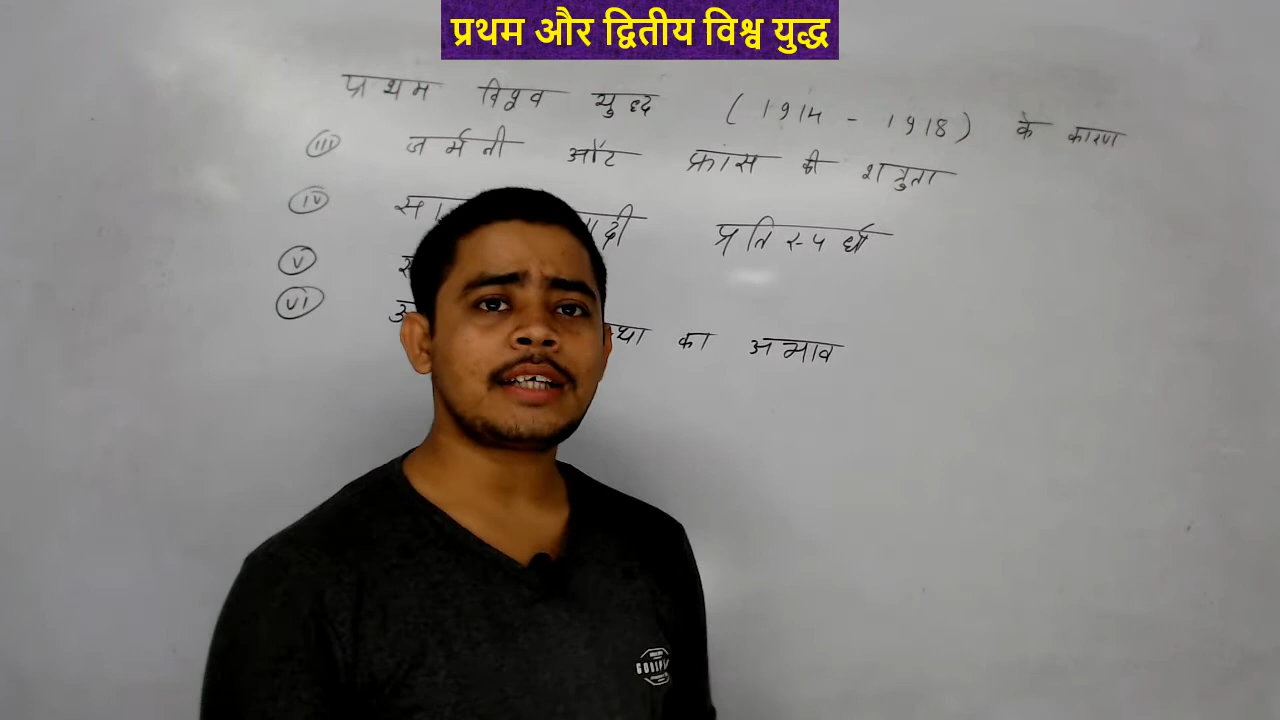 प्रथम और द्वितीय विश्व युद्ध
प्रथम विश्व युद्ध (1914 - 1918) के कारण
(iii) जर्मनी और फ्रांस की शत्रुता
(iv) प्रतिस्पर्धा
(v)
(vi) का अभाव